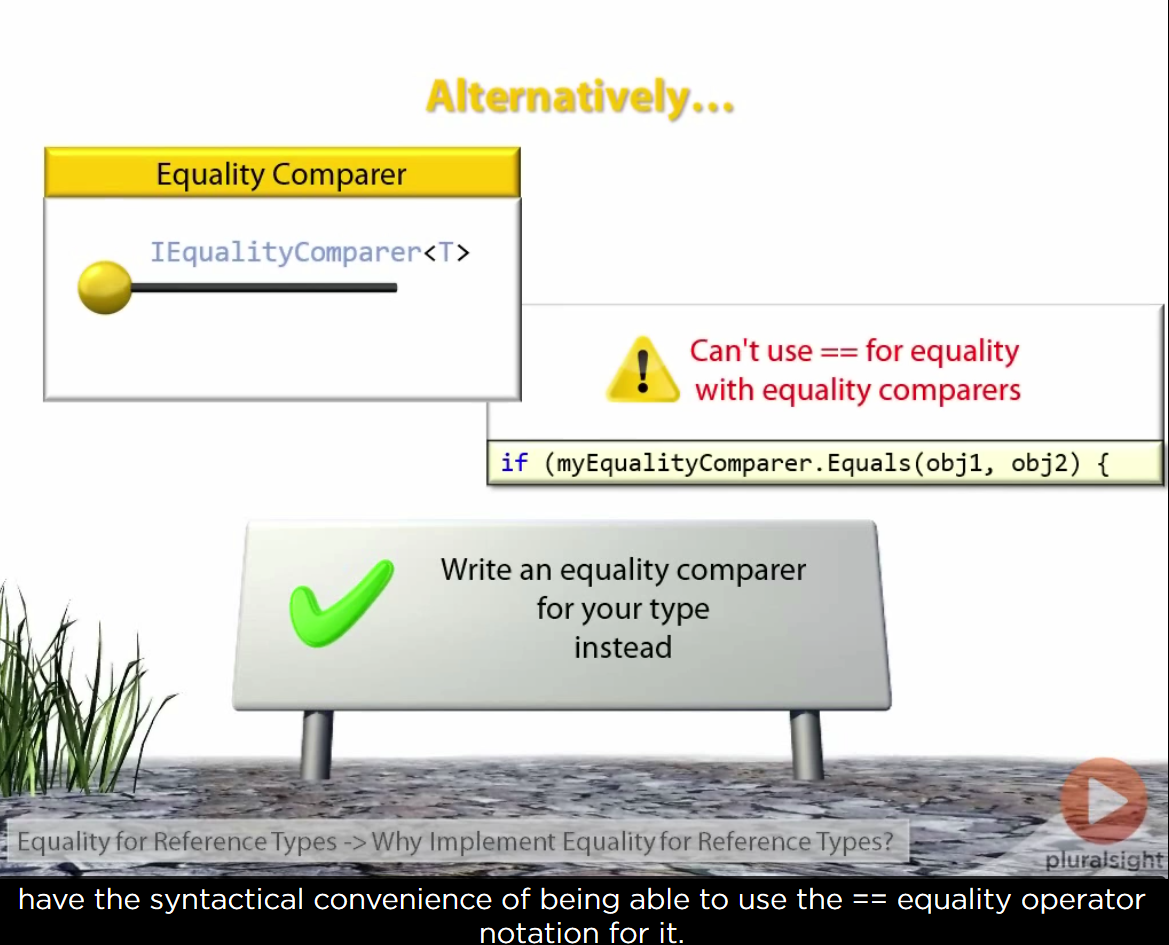 Alternatively...
Equality Comparer
IEqualityComparer<T>
Can't use == for equality
with equality comparers
if (myEqualityComparer.Equals(obj1, obj2) {
Write an equality comparer
for your type
instead
Equality for Reference Types -> Why Implement Equality for Reference Types?
pluralsight
have the syntactical convenience of being able to use the == equality operator
notation for it.